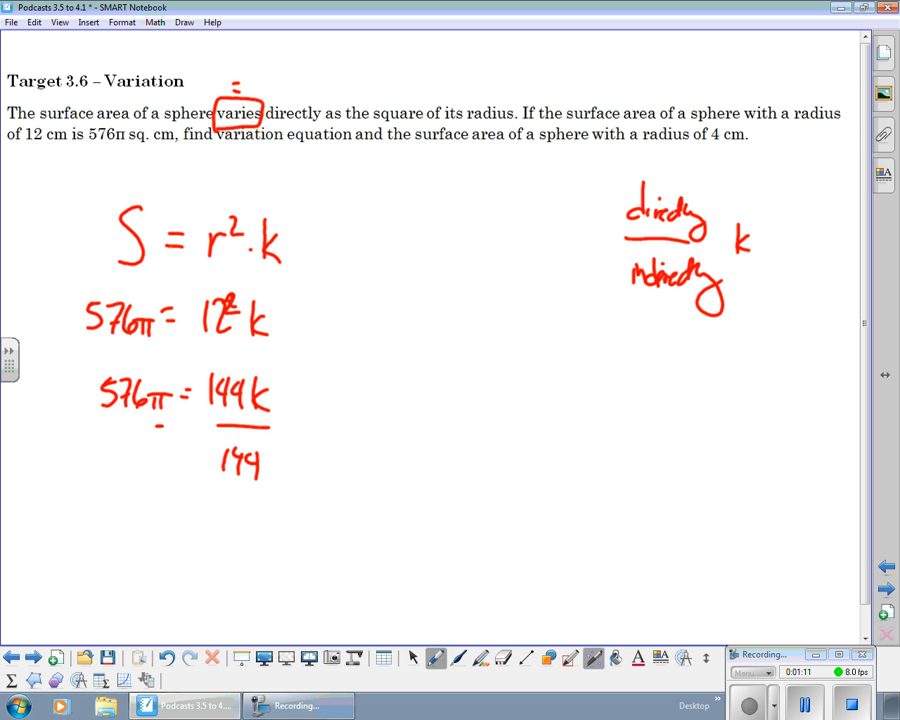 Podcasts 3.5 to 4.1 * - SMART Notebook
File Edit View Insert Format Math Draw Help
Target 3.6 – Variation
=
The surface area of a sphere varies directly as the square of its radius. If the surface area of a sphere with a radius
of 12 cm is 576π sq. cm, find variation equation and the surface area of a sphere with a radius of 4 cm.
directly
indirectly k
S = r² · k
576π = 12² k
576π = 144k
144
Recording...
Menu 0:01:11 8.0 fps
Podcasts 3.5 to 4.... Recording... Desktop »